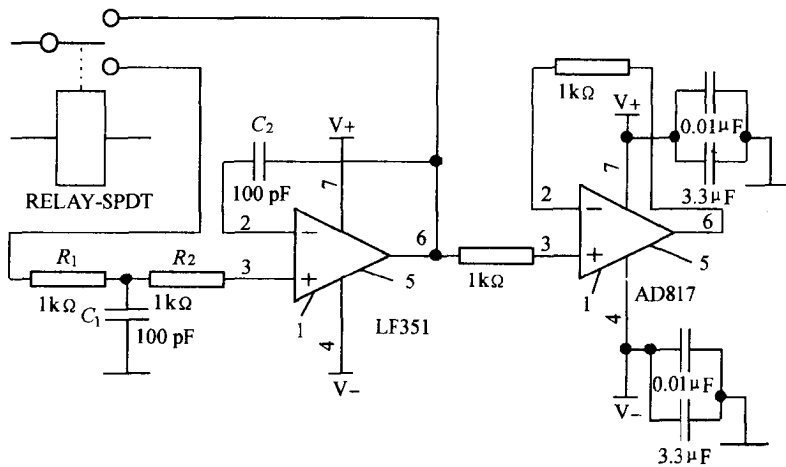 RELAY-SPDT
R1
1kΩ
C1
100 pF
R2
1kΩ
C2
100 pF
V+
7
2
−
3
+
6
5
1
4
LF351
V−
1kΩ
1kΩ
V+
7
2
−
3
+
6
5
1
4
AD817
V−
0.01μF
3.3μF
0.01μF
3.3μF